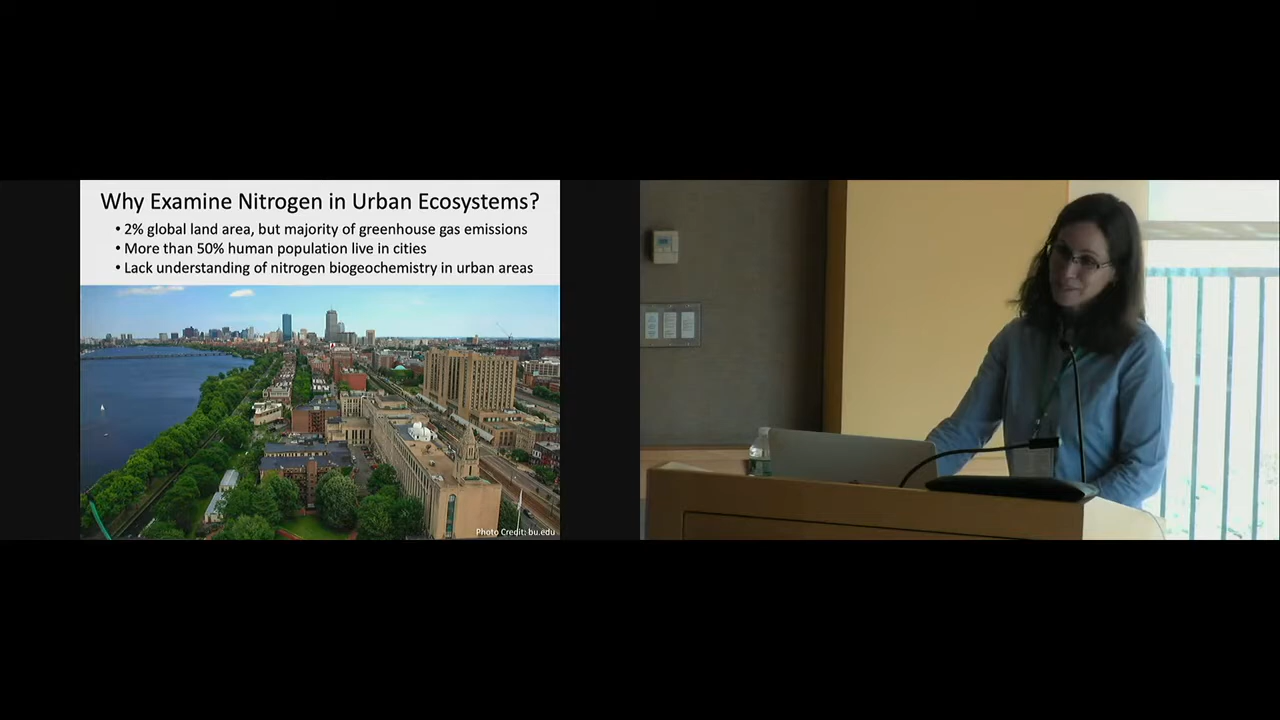 Why Examine Nitrogen in Urban Ecosystems?
• 2% global land area, but majority of greenhouse gas emissions
• More than 50% human population live in cities
• Lack understanding of nitrogen biogeochemistry in urban areas
Photo Credit: bu.edu